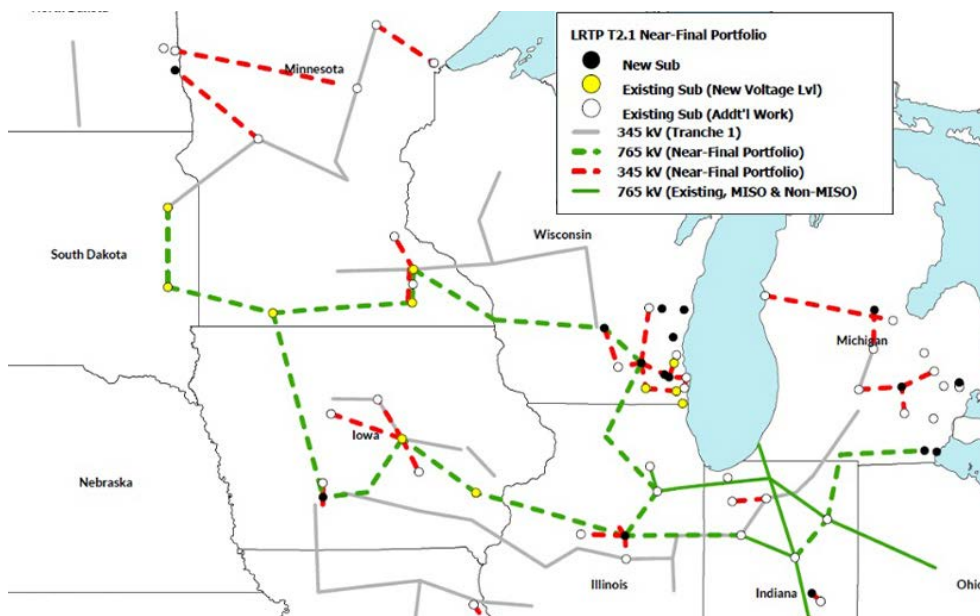 Minnesota
LRTP T2.1 Near-Final Portfolio
New Sub
Existing Sub (New Voltage Lvl)
Existing Sub (Addt'l Work)
345 kV (Tranche 1)
765 kV (Near-Final Portfolio)
345 kV (Near-Final Portfolio)
765 kV (Existing, MISO & Non-MISO)
South Dakota
Wisconsin
Michigan
Iowa
Nebraska
Illinois
Indiana
Ohio